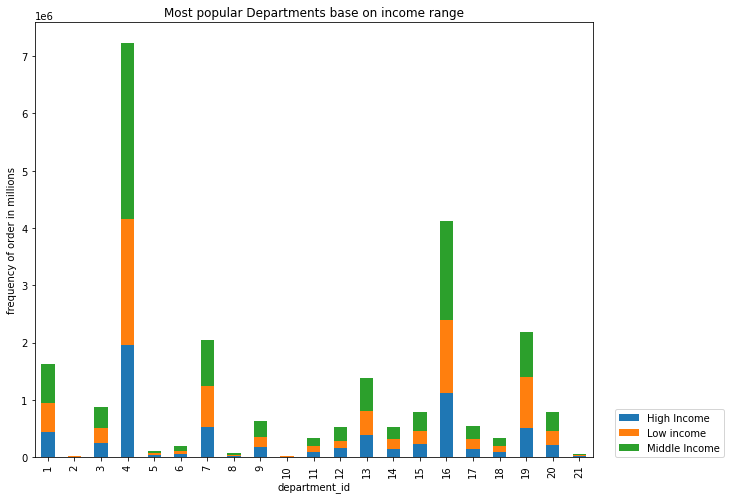 Most popular Departments base on income range
1e6
7
6
5
4
3
2
1
0
frequency of order in millions
1 2 3 4 5 6 7 8 9 10 11 12 13 14 15 16 17 18 19 20 21
department_id
High Income
Low income
Middle Income